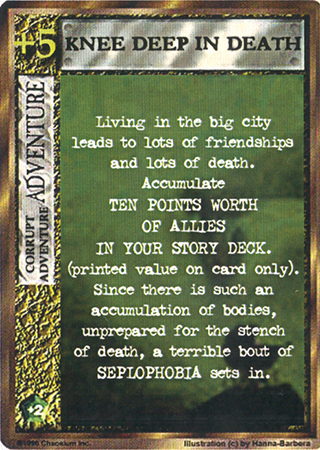 +5
KNEE DEEP IN DEATH
CORRUPT
ADVENTURE
ADVENTURE
Living in the big city
leads to lots of friendships
and lots of death.
Accumulate
TEN POINTS WORTH
OF ALLIES
IN YOUR STORY DECK.
(printed value on card only).
Since there is such an
accumulation of bodies,
unprepared for the stench
of death, a terrible bout of
SEPLOPHOBIA sets in.
+2
©1996 Chaosium Inc.
Illustration (c) by Hanna-Barbera